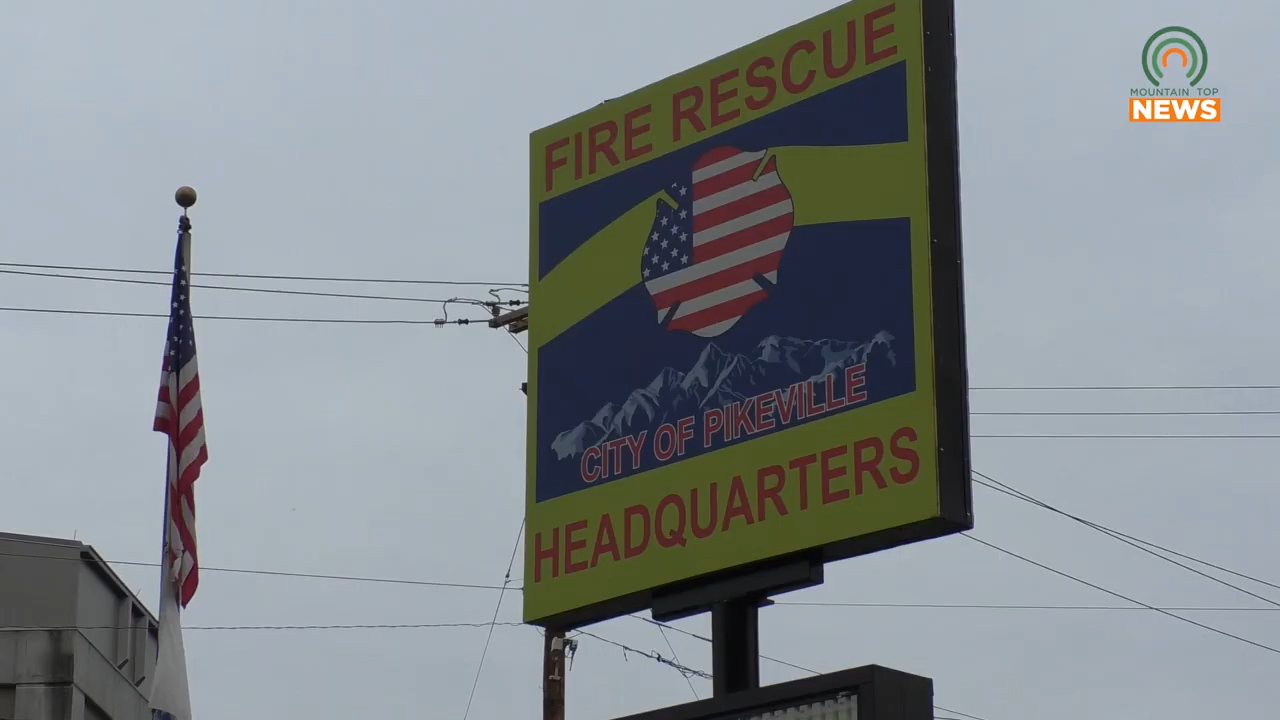 FIRE RESCUE
CITY OF PIKEVILLE
HEADQUARTERS
MOUNTAIN TOP
NEWS